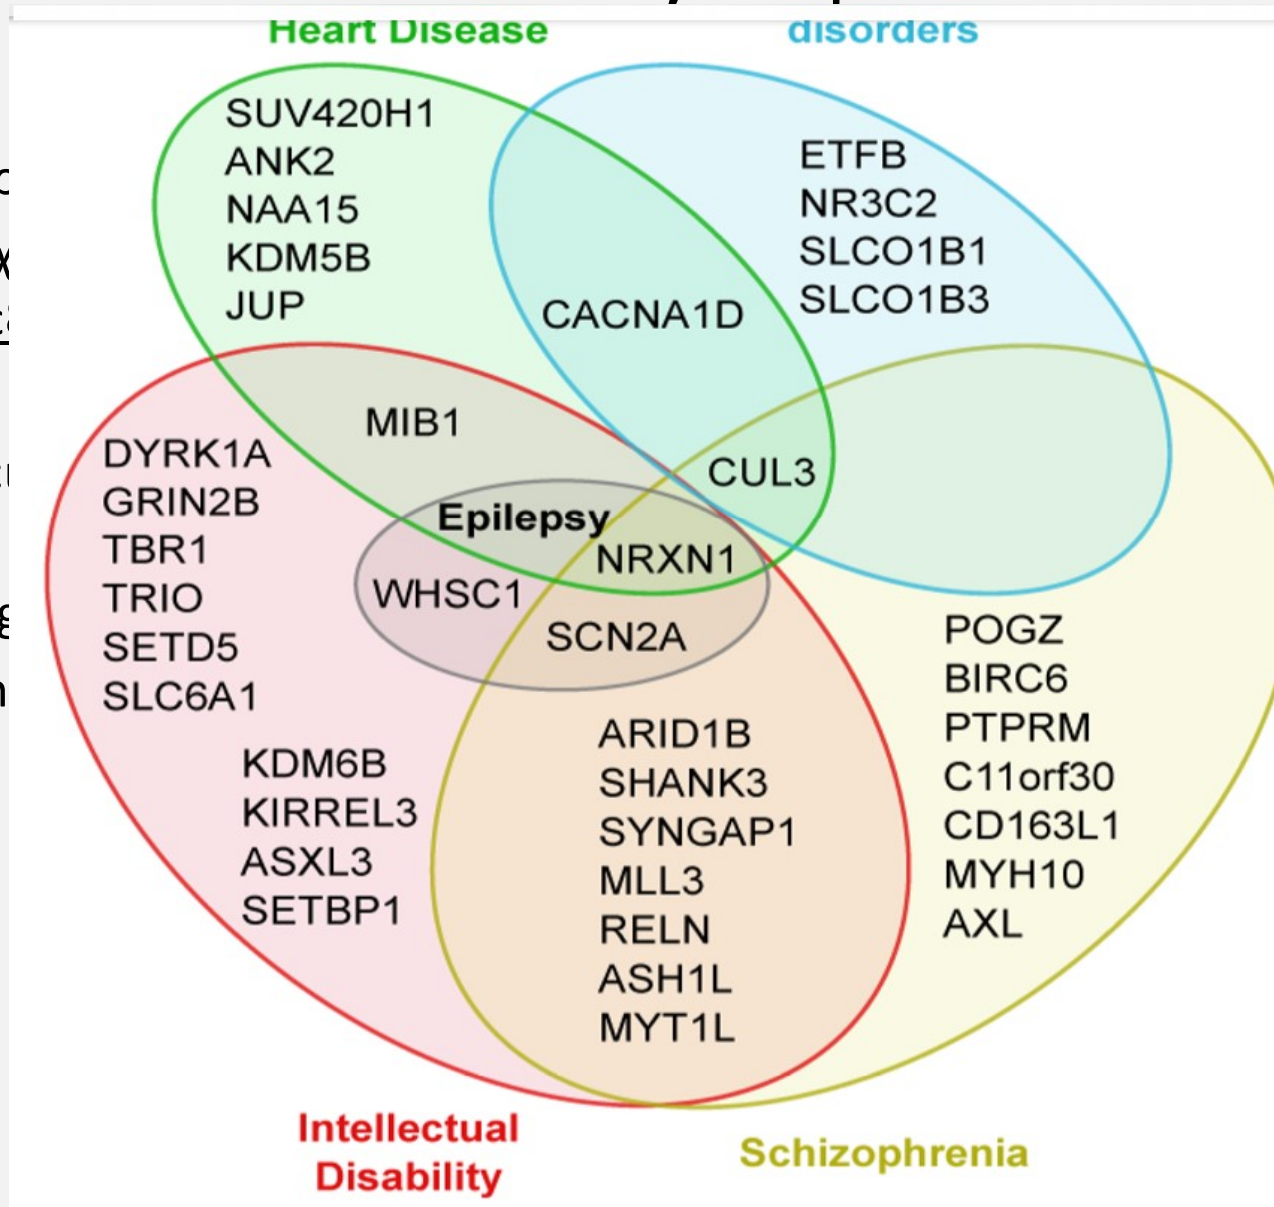 Heart Disease
disorders
SUV420H1
ANK2
NAA15
KDM5B
JUP
ETFB
NR3C2
SLCO1B1
SLCO1B3
CACNA1D
MIB1
CUL3
DYRK1A
GRIN2B
TBR1
TRIO
SETD5
SLC6A1
Epilepsy
NRXN1
WHSC1
SCN2A
KDM6B
KIRREL3
ASXL3
SETBP1
ARID1B
SHANK3
SYNGAP1
MLL3
RELN
ASH1L
MYT1L
POGZ
BIRC6
PTPRM
C11orf30
CD163L1
MYH10
AXL
Intellectual
Disability
Schizophrenia